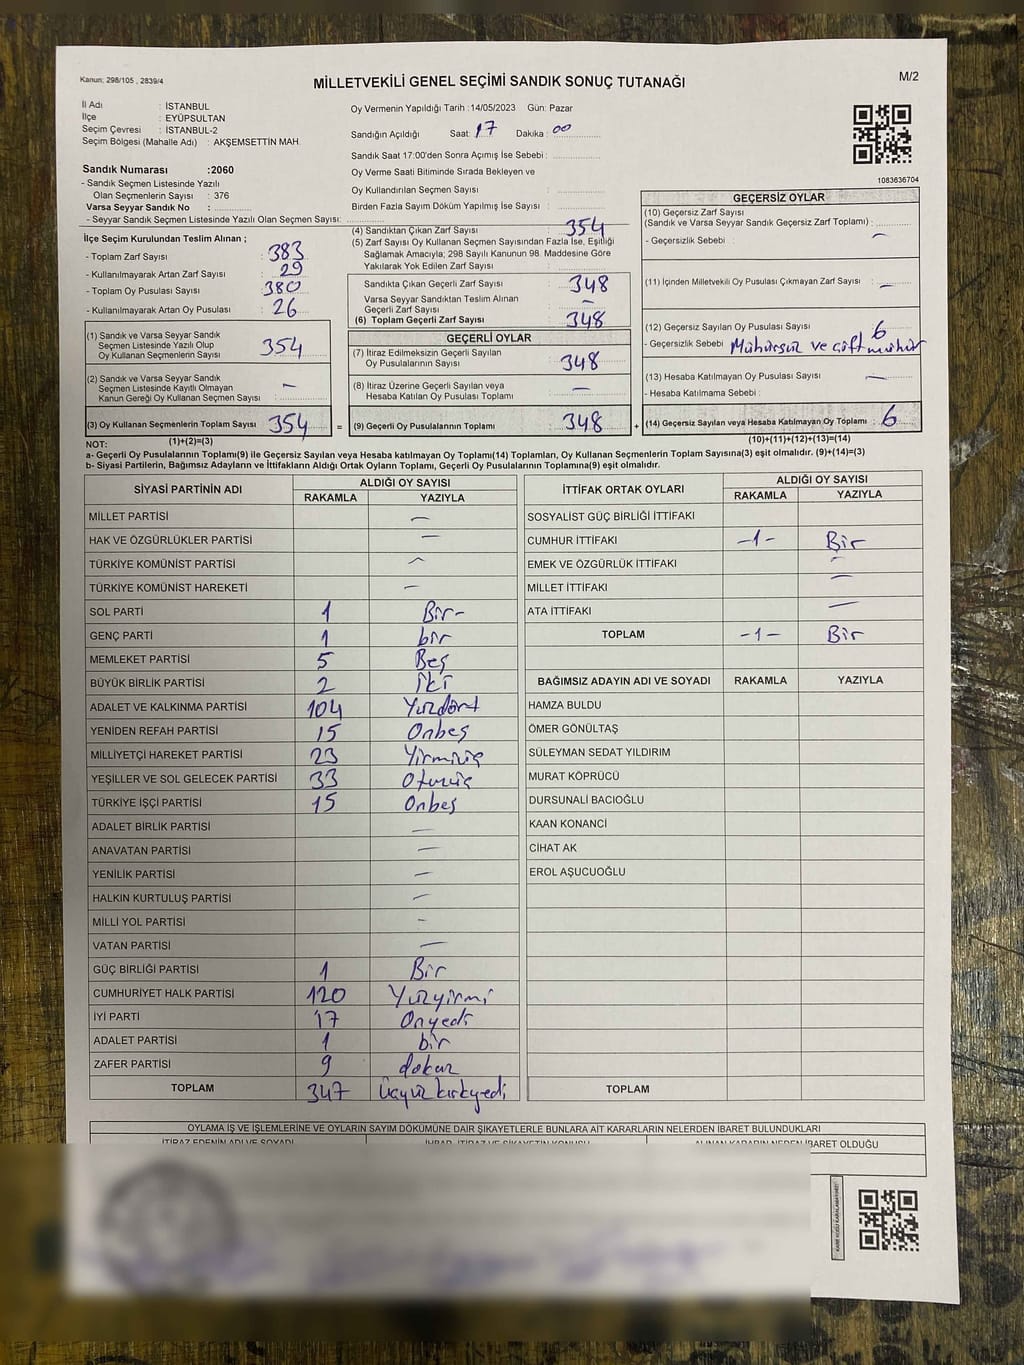 Kanun: 298/105 , 2839/4
MİLLETVEKİLİ GENEL SEÇİMİ SANDIK SONUÇ TUTANAĞI
M/2
İl Adı : İSTANBUL
İlçe : EYÜPSULTAN
Seçim Çevresi : İSTANBUL-2
Seçim Bölgesi (Mahalle Adı) : AKŞEMSETTİN MAH.
Sandık Numarası :2060
- Sandık Seçmen Listesinde Yazılı
Olan Seçmenlerin Sayısı : 376
Varsa Seyyar Sandık No :
- Seyyar Sandık Seçmen Listesinde Yazılı Olan Seçmen Sayısı:
Oy Vermenin Yapıldığı Tarih :14/05/2023 Gün: Pazar
Sandığın Açıldığı Saat: 17 Dakika : 00
Sandık Saat 17:00'den Sonra Açılmış İse Sebebi :
Oy Verme Saati Bitiminde Sırada Bekleyen ve
Oy Kullandırılan Seçmen Sayısı :
Birden Fazla Sayım Döküm Yapılmış İse Sayısı :
1083636704
İlçe Seçim Kurulundan Teslim Alınan ;
- Toplam Zarf Sayısı : 383
- Kullanılmayarak Artan Zarf Sayısı : 29
- Toplam Oy Pusulası Sayısı : 380
- Kullanılmayarak Artan Oy Pusulası : 26
(1) Sandık ve Varsa Seyyar Sandık
Seçmen Listesinde Yazılı Olup
Oy Kullanan Seçmenlerin Sayısı : 354
(2) Sandık ve Varsa Seyyar Sandık
Seçmen Listesinde Kayıtlı Olmayan
Kanun Gereği Oy Kullanan Seçmen Sayısı : –
(3) Oy Kullanan Seçmenlerin Toplam Sayısı 354 =
(1)+(2)=(3)
(4) Sandıktan Çıkan Zarf Sayısı : 354
(5) Zarf Sayısı Oy Kullanan Seçmen Sayısından Fazla İse, Eşitliği
Sağlamak Amacıyla; 298 Sayılı Kanunun 98. Maddesine Göre
Yakılarak Yok Edilen Zarf Sayısı :
Sandıkta Çıkan Geçerli Zarf Sayısı : 348
Varsa Seyyar Sandıktan Teslim Alınan
Geçerli Zarf Sayısı : –
(6) Toplam Geçerli Zarf Sayısı : 348
GEÇERLİ OYLAR
(7) İtiraz Edilmeksizin Geçerli Sayılan
Oy Pusulalarının Sayısı : 348
(8) İtiraz Üzerine Geçerli Sayılan veya
Hesaba Katılan Oy Pusulası Toplamı : –
(9) Geçerli Oy Pusulalarının Toplamı : 348 +
GEÇERSİZ OYLAR
(10) Geçersiz Zarf Sayısı
(Sandık ve Varsa Seyyar Sandık Geçersiz Zarf Toplamı) :
- Geçersizlik Sebebi : –
(11) İçinden Milletvekili Oy Pusulası Çıkmayan Zarf Sayısı : –
(12) Geçersiz Sayılan Oy Pusulası Sayısı : 6
- Geçersizlik Sebebi : Mühürsüz ve çift mühür
(13) Hesaba Katılmayan Oy Pusulası Sayısı : –
- Hesaba Katılmama Sebebi :
(14) Geçersiz Sayılan veya Hesaba Katılmayan Oy Toplamı : 6
(10)+(11)+(12)+(13)=(14)
NOT:
a- Geçerli Oy Pusulalarının Toplamı(9) ile Geçersiz Sayılan veya Hesaba katılmayan Oy Toplamı(14) Toplamları, Oy Kullanan Seçmenlerin Toplam Sayısına(3) eşit olmalıdır. (9)+(14)=(3)
b- Siyasi Partilerin, Bağımsız Adayların ve İttifakların Aldığı Ortak Oyların Toplamı, Geçerli Oy Pusulalarının Toplamına(9) eşit olmalıdır.
SİYASİ PARTİNİN ADI ALDIĞI OY SAYISI
RAKAMLA YAZIYLA
MİLLET PARTİSİ –
HAK VE ÖZGÜRLÜKLER PARTİSİ –
TÜRKİYE KOMÜNİST PARTİSİ –
TÜRKİYE KOMÜNİST HAREKETİ –
SOL PARTİ 1 Bir-
GENÇ PARTİ 1 bir
MEMLEKET PARTİSİ 5 Beş
BÜYÜK BİRLİK PARTİSİ 2 iki
ADALET VE KALKINMA PARTİSİ 104 Yüzdört
YENİDEN REFAH PARTİSİ 15 Onbeş
MİLLİYETÇİ HAREKET PARTİSİ 23 Yirmiüç
YEŞİLLER VE SOL GELECEK PARTİSİ 33 Otuzüç
TÜRKİYE İŞÇİ PARTİSİ 15 Onbeş
ADALET BİRLİK PARTİSİ –
ANAVATAN PARTİSİ –
YENİLİK PARTİSİ –
HALKIN KURTULUŞ PARTİSİ –
MİLLİ YOL PARTİSİ -
VATAN PARTİSİ –
GÜÇ BİRLİĞİ PARTİSİ 1 Bir
CUMHURİYET HALK PARTİSİ 120 Yüzyirmi
İYİ PARTİ 17 Onyedi
ADALET PARTİSİ 1 bir
ZAFER PARTİSİ 9 dokuz
TOPLAM 347 üçyüzkırkyedi
İTTİFAK ORTAK OYLARI ALDIĞI OY SAYISI
RAKAMLA YAZIYLA
SOSYALİST GÜÇ BİRLİĞİ İTTİFAKI
CUMHUR İTTİFAKI -1- Bir
EMEK VE ÖZGÜRLÜK İTTİFAKI –
MİLLET İTTİFAKI –
ATA İTTİFAKI –
TOPLAM -1- Bir
BAĞIMSIZ ADAYIN ADI VE SOYADI RAKAMLA YAZIYLA
HAMZA BULDU
ÖMER GÖNÜLTAŞ
SÜLEYMAN SEDAT YILDIRIM
MURAT KÖPRÜCÜ
DURSUNALİ BACIOĞLU
KAAN KONANCİ
CİHAT AK
EROL AŞUCUOĞLU
TOPLAM
OYLAMA İŞ VE İŞLEMLERİNE VE OYLARIN SAYIM DÖKÜMÜNE DAİR ŞİKAYETLERLE BUNLARA AİT KARARLARIN NELERDEN İBARET BULUNDUKLARI
İTİRAZ EDENİN ADI VE SOYADI İHBAR, İTİRAZ VE ŞİKAYETİN KONUSU ALINAN KARARIN NEDEN İBARET OLDUĞU